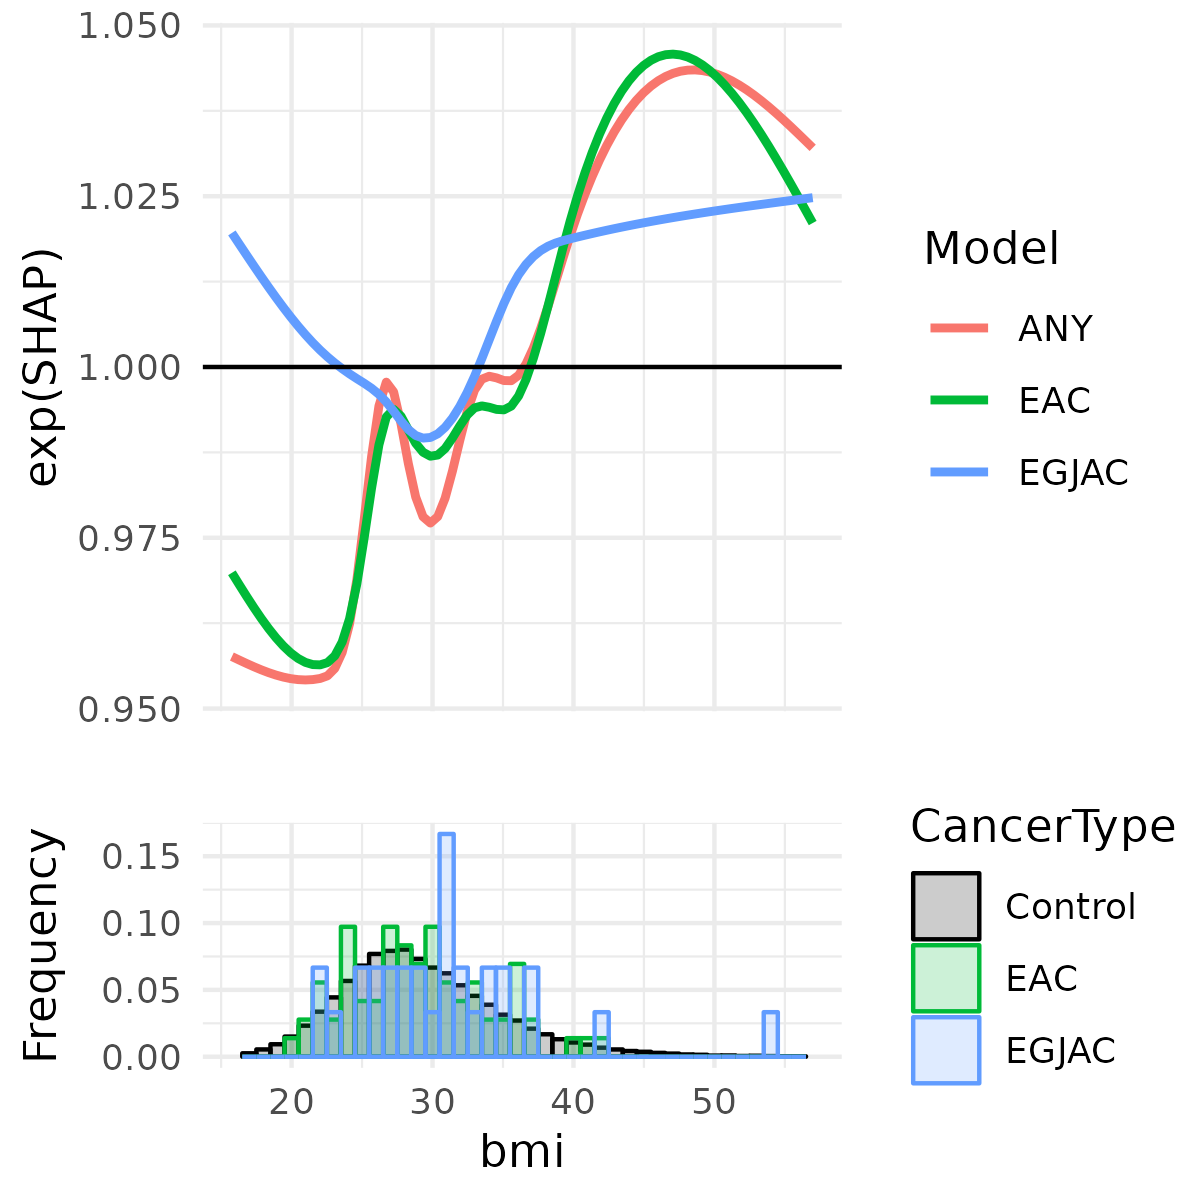 1.050
1.025
1.000
0.975
0.950
exp(SHAP)
Model
ANY
EAC
EGJAC
0.15
0.10
0.05
0.00
Frequency
20 30 40 50
bmi
CancerType
Control
EAC
EGJAC